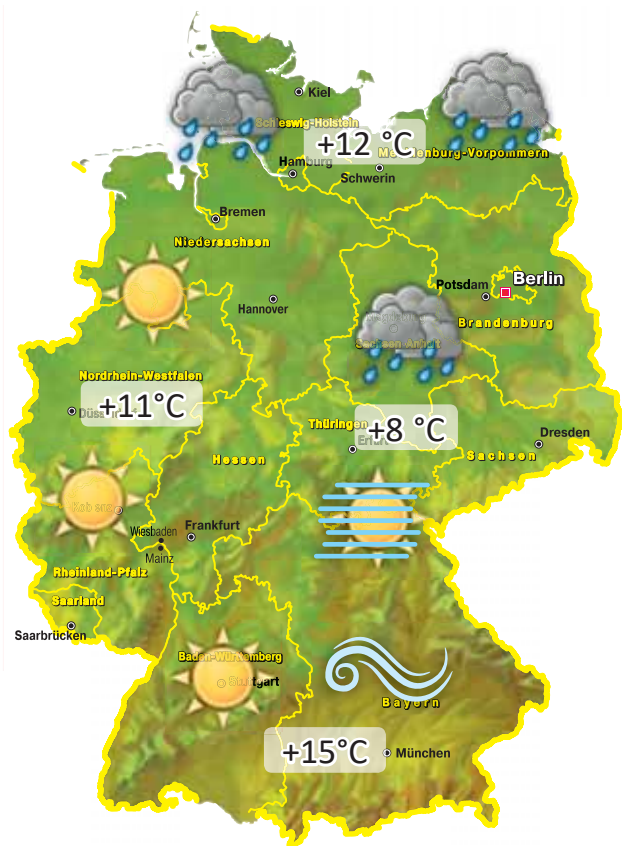 Kiel
Schleswig-Holstein
+12 °C
Mecklenburg-Vorpommern
Hamburg
Schwerin
Bremen
Niedersachsen
Berlin
Potsdam
Hannover
Brandenburg
Sachsen-Anhalt
Nordrhein-Westfalen
+11°C
Düsseldorf
Thüringen
+8 °C
Erfurt
Dresden
Sachsen
Hessen
Koblenz
Frankfurt
Wiesbaden
Mainz
Rheinland-Pfalz
Saarland
Saarbrücken
Baden-Württemberg
Stuttgart
Bayern
+15°C
München